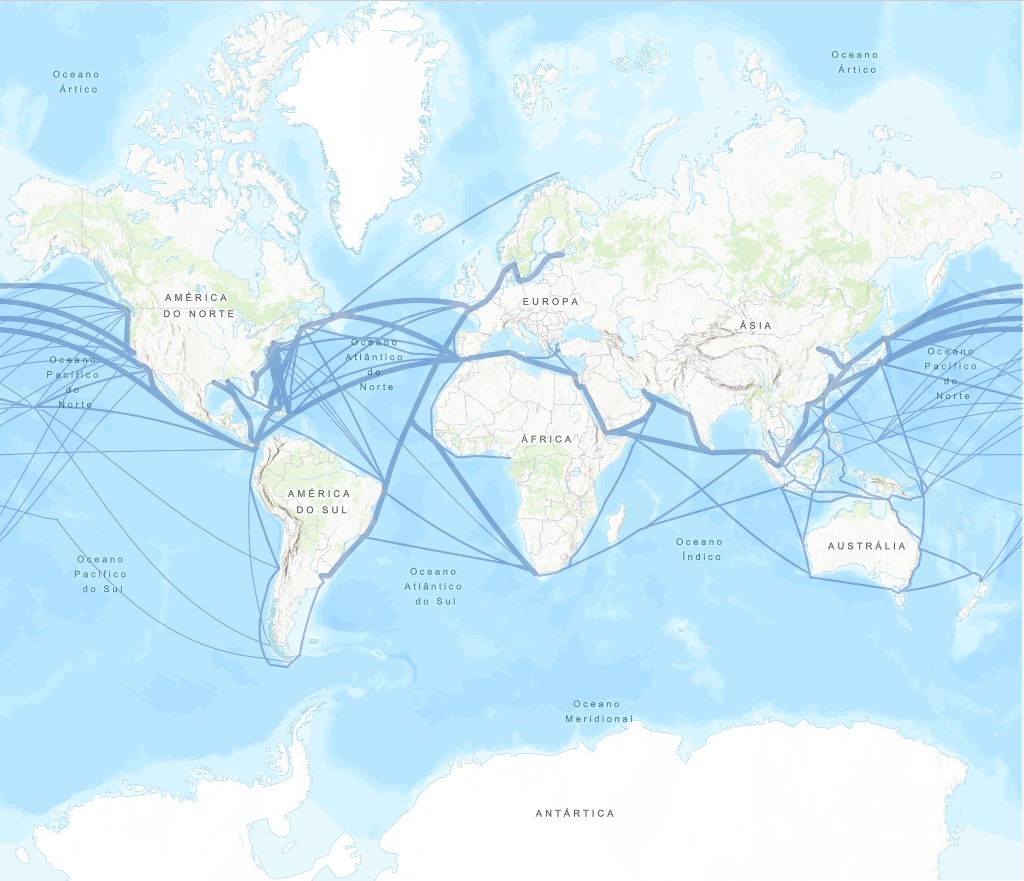 Oceano
Ártico
Oceano
Ártico
AMÉRICA
DO NORTE
EUROPA
ÁSIA
Oceano
Pacífico
do
Norte
Oceano
Atlântico
do
Norte
Oceano
Pacífico
do
Norte
ÁFRICA
AMÉRICA
DO SUL
Oceano
Índico
AUSTRÁLIA
Oceano
Pacífico
do Sul
Oceano
Atlântico
do Sul
Oceano
Meridional
ANTÁRTICA